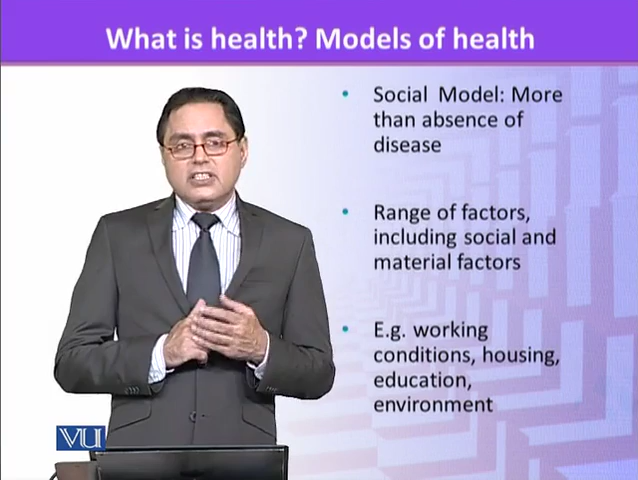 What is health? Models of health
• Social Model: More
than absence of
disease
• Range of factors,
including social and
material factors
• E.g. working
conditions, housing,
education,
environment
VU